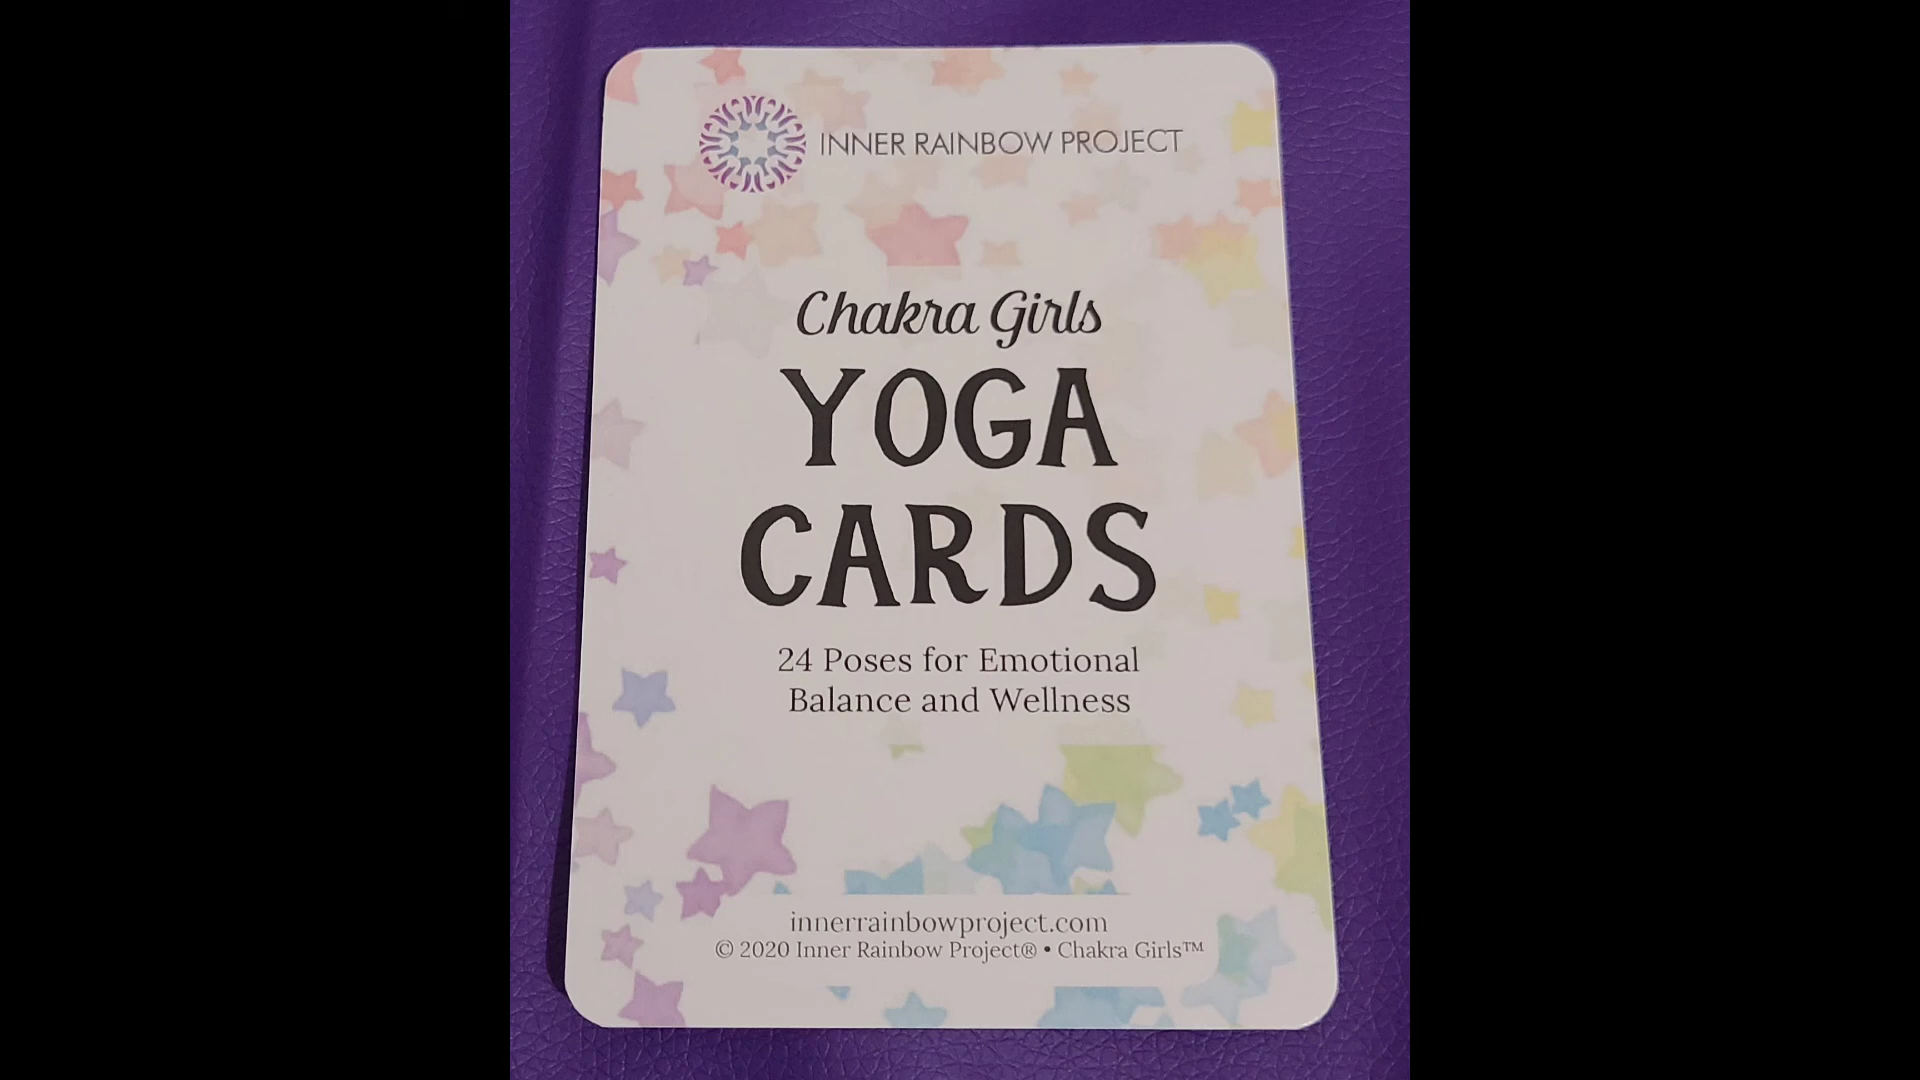 INNER RAINBOW PROJECT
Chakra Girls
YOGA
CARDS
24 Poses for Emotional
Balance and Wellness
innerrainbowproject.com
© 2020 Inner Rainbow Project® • Chakra Girls™